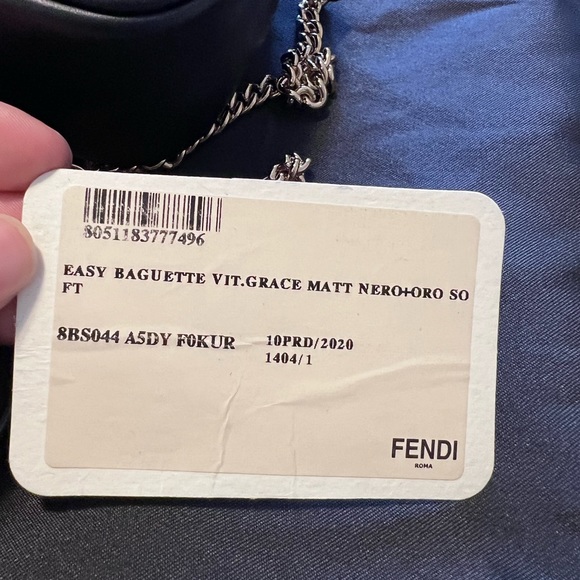 8051183777496
EASY BAGUETTE VIT.GRACE MATT NERO+ORO SO
FT
8BS044 A5DY F0KUR 10PRD/2020
1404/1
FENDI
ROMA